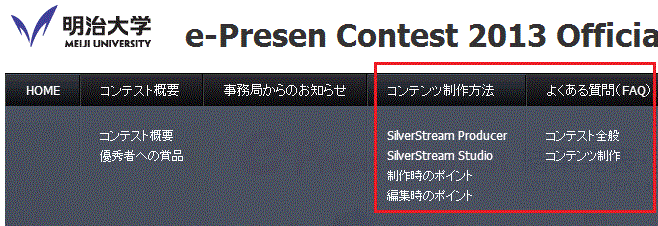 明治大学
MEIJI UNIVERSITY
e-Presen Contest 2013 Officia
HOME コンテスト概要 事務局からのお知らせ コンテンツ制作方法 よくある質問(FAQ)
コンテスト概要 SilverStream Producer コンテスト全般
優秀者への賞品 SilverStream Studio コンテンツ制作
制作時のポイント
編集時のポイント